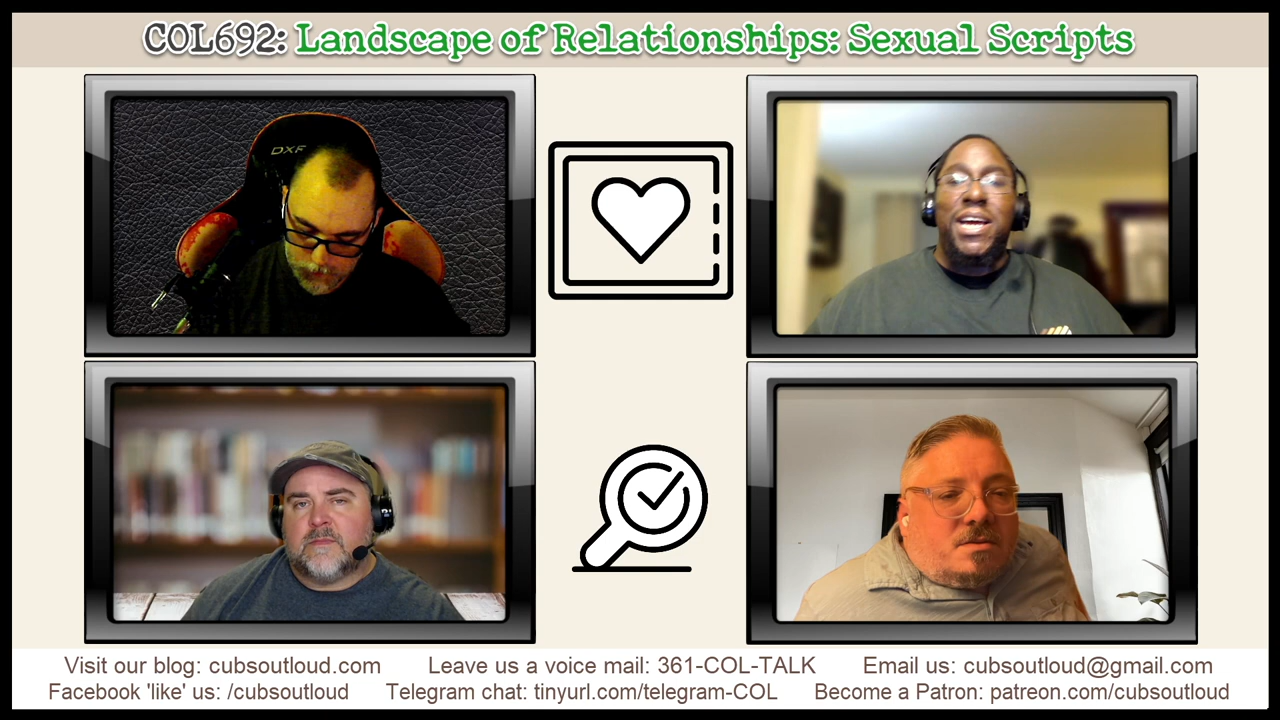 COL692: Landscape of Relationships: Sexual Scripts
DXR
Visit our blog: cubsoutloud.com Leave us a voice mail: 361-COL-TALK Email us: cubsoutloud@gmail.com
Facebook 'like' us: /cubsoutloud Telegram chat: tinyurl.com/telegram-COL Become a Patron: patreon.com/cubsoutloud